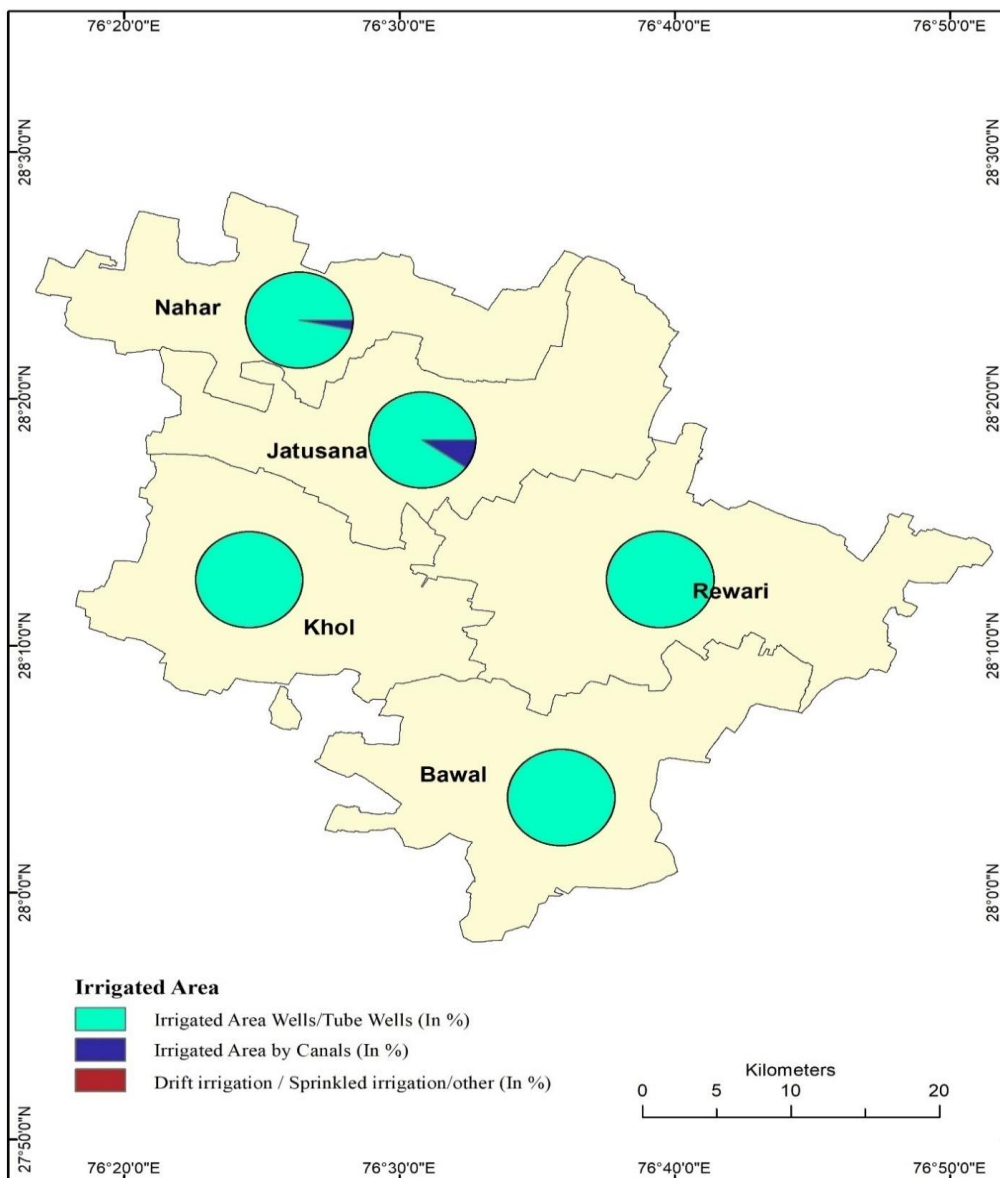 76°20'0"E 76°30'0"E 76°40'0"E 76°50'0"E
28°30'0"N 28°30'0"N
Nahar
28°20'0"N 28°20'0"N
Jatusana
Rewari
Khol
28°10'0"N 28°10'0"N
Bawal
28°0'0"N 28°0'0"N
Irrigated Area
Irrigated Area Wells/Tube Wells (In %)
Irrigated Area by Canals (In %)
Drift irrigation / Sprinkled irrigation/other (In %)
Kilometers
0 5 10 20
27°50'0"N 27°50'0"N
76°20'0"E 76°30'0"E 76°40'0"E 76°50'0"E